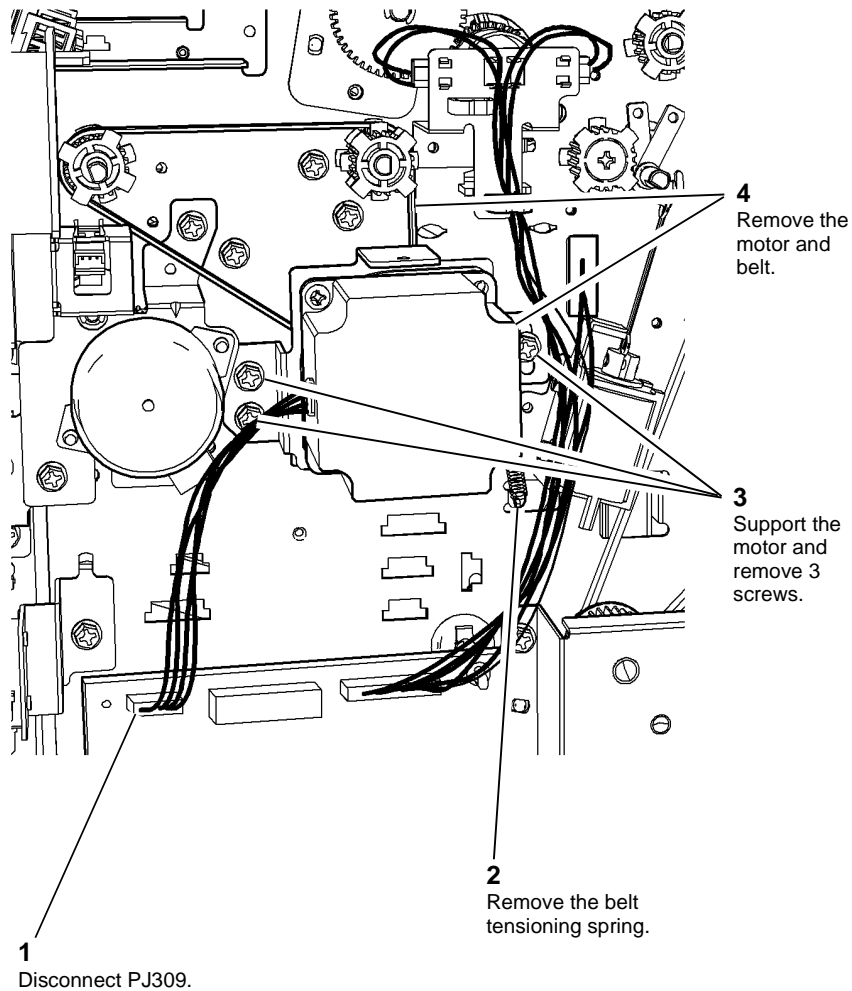 4
Remove the
motor and
belt.
3
Support the
motor and
remove 3
screws.
2
Remove the belt
tensioning spring.
1
Disconnect PJ309.